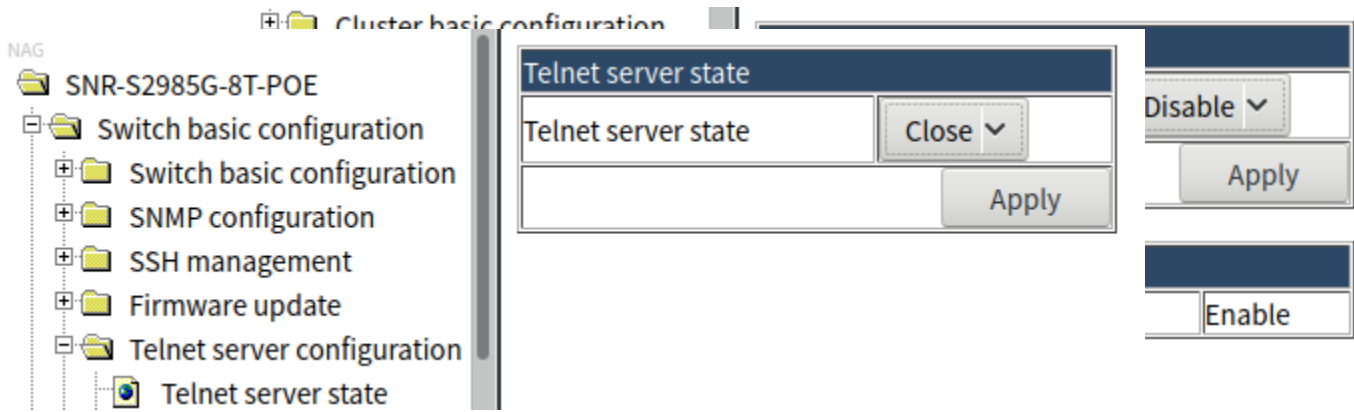 Cluster basic configuration
NAG
SNR-S2985G-8T-POE
Switch basic configuration
Switch basic configuration
SNMP configuration
SSH management
Firmware update
Telnet server configuration
Telnet server state
Telnet server state
Telnet server state
Close
Apply
Disable
Apply
Enable